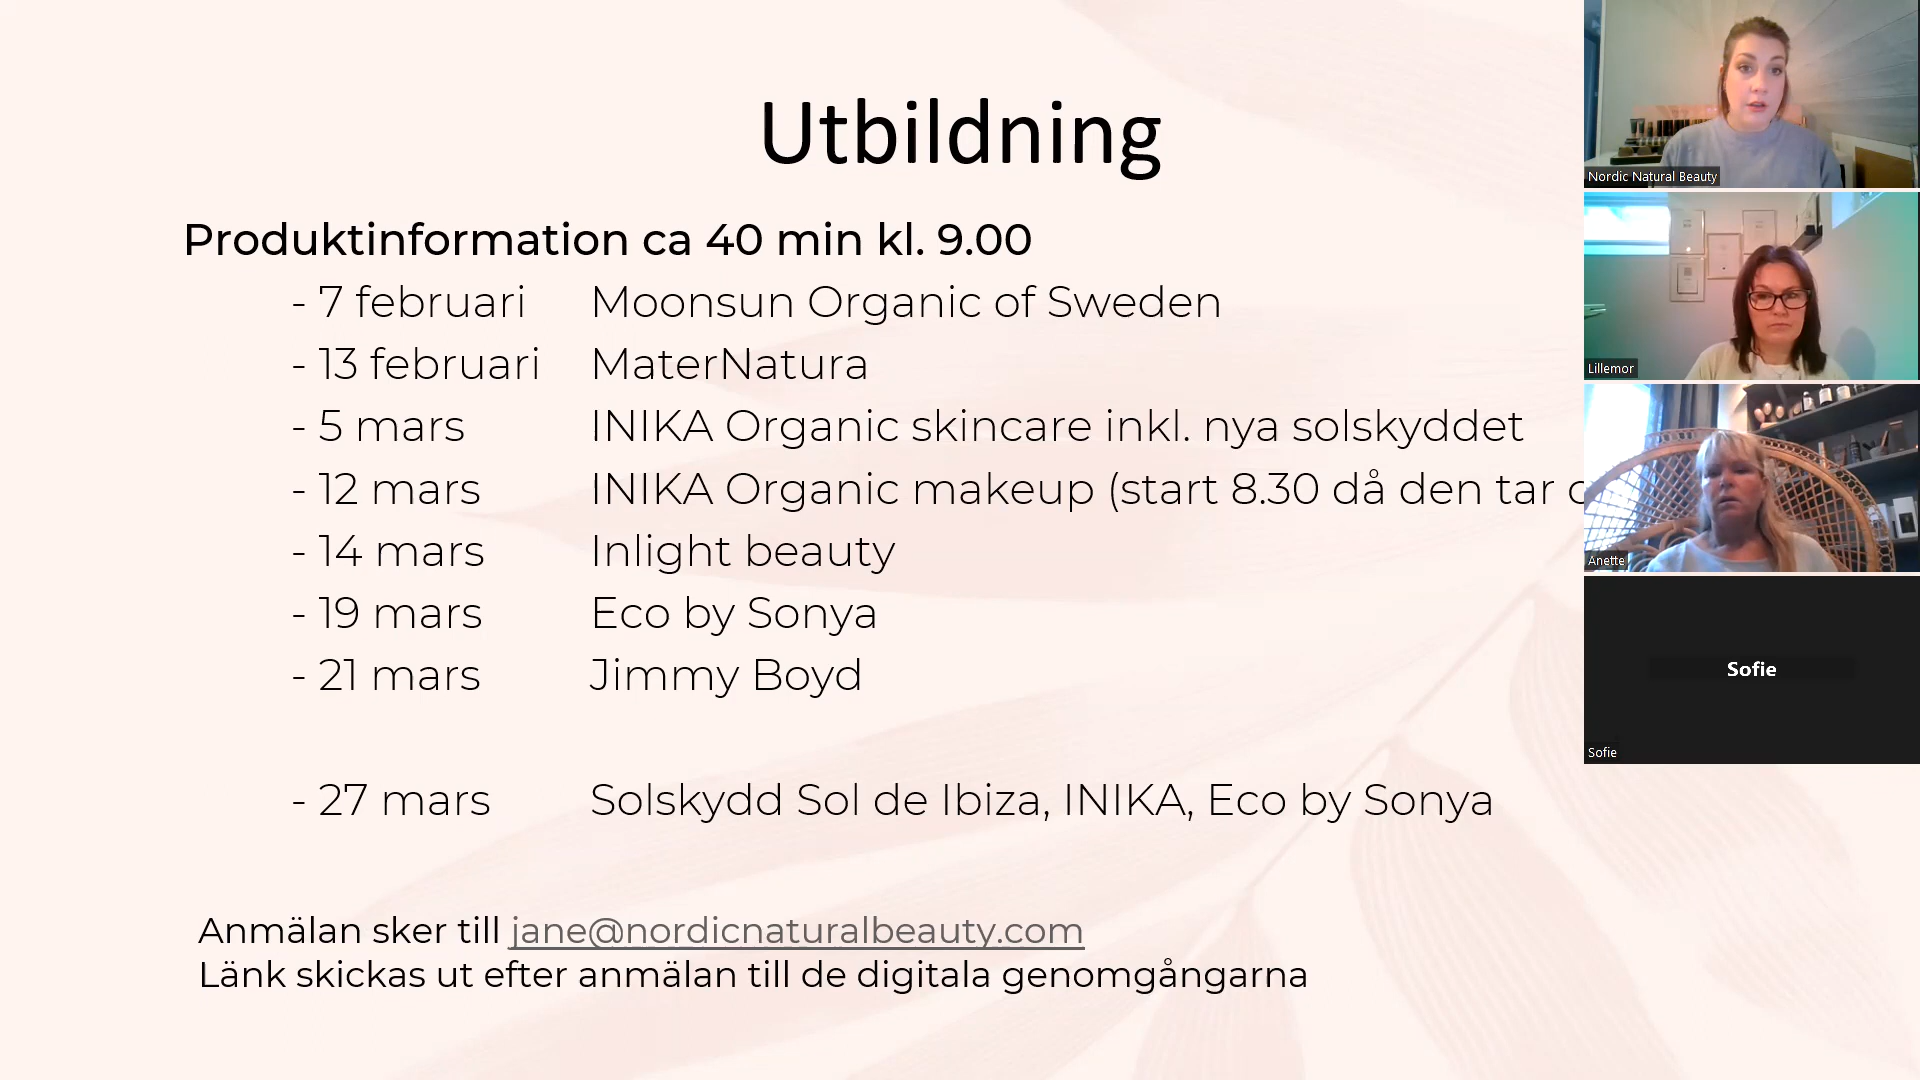 Utbildning
Produktinformation ca 40 min kl. 9.00
- 7 februari Moonsun Organic of Sweden
- 13 februari MaterNatura
- 5 mars INIKA Organic skincare inkl. nya solskyddet
- 12 mars INIKA Organic makeup (start 8.30 då den tar
- 14 mars Inlight beauty
- 19 mars Eco by Sonya
- 21 mars Jimmy Boyd
- 27 mars Solskydd Sol de Ibiza, INIKA, Eco by Sonya
Anmälan sker till jane@nordicnaturalbeauty.com
Länk skickas ut efter anmälan till de digitala genomgångarna
Nordic Natural Beauty
Lillemor
Anette
Sofie
Sofie